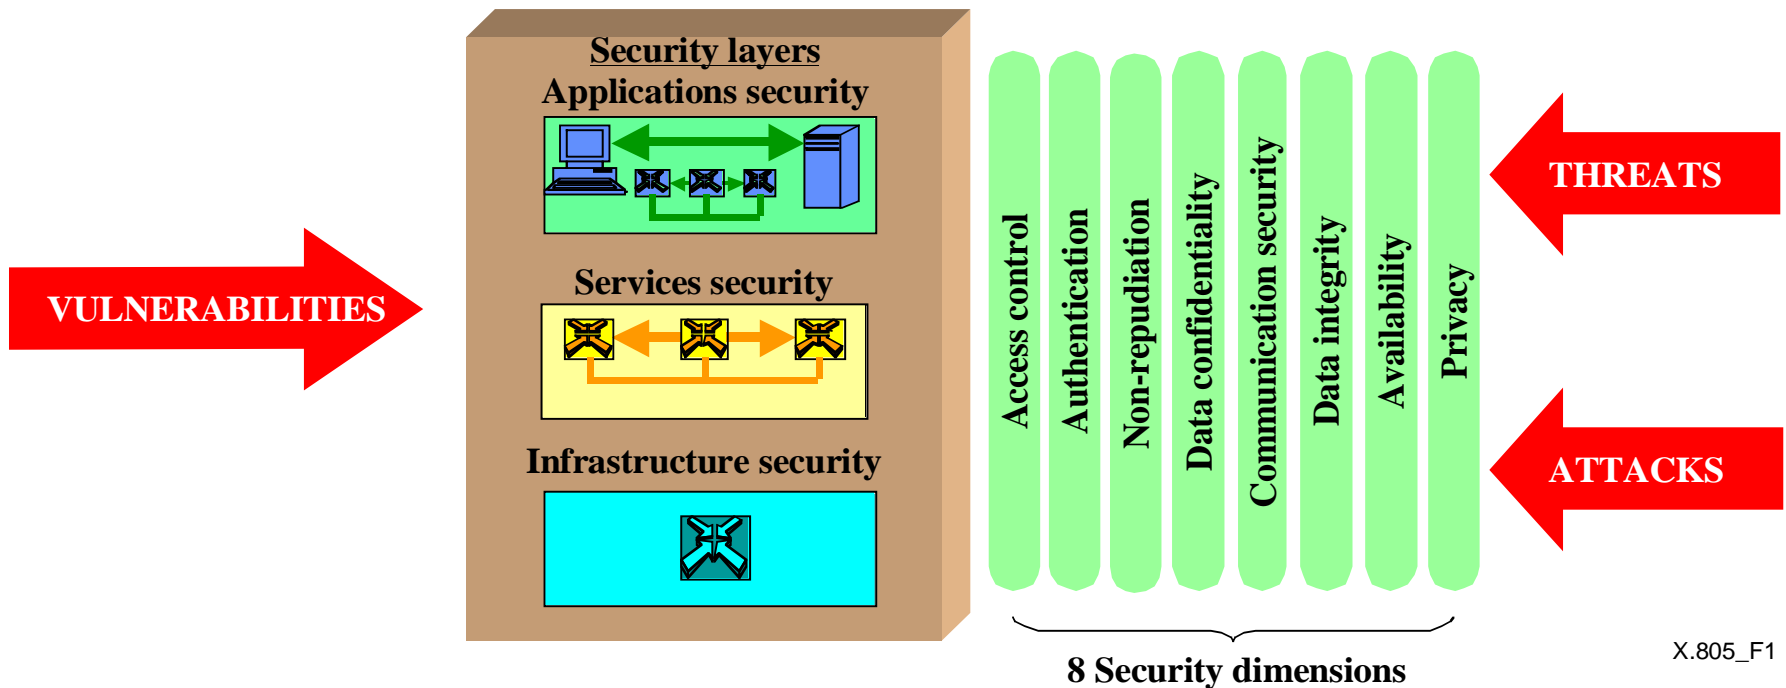 Security layers
Applications security
Services security
Infrastructure security
VULNERABILITIES
Access control
Authentication
Non-repudiation
Data confidentiality
Communication security
Data integrity
Availability
Privacy
THREATS
ATTACKS
8 Security dimensions
X.805_F1